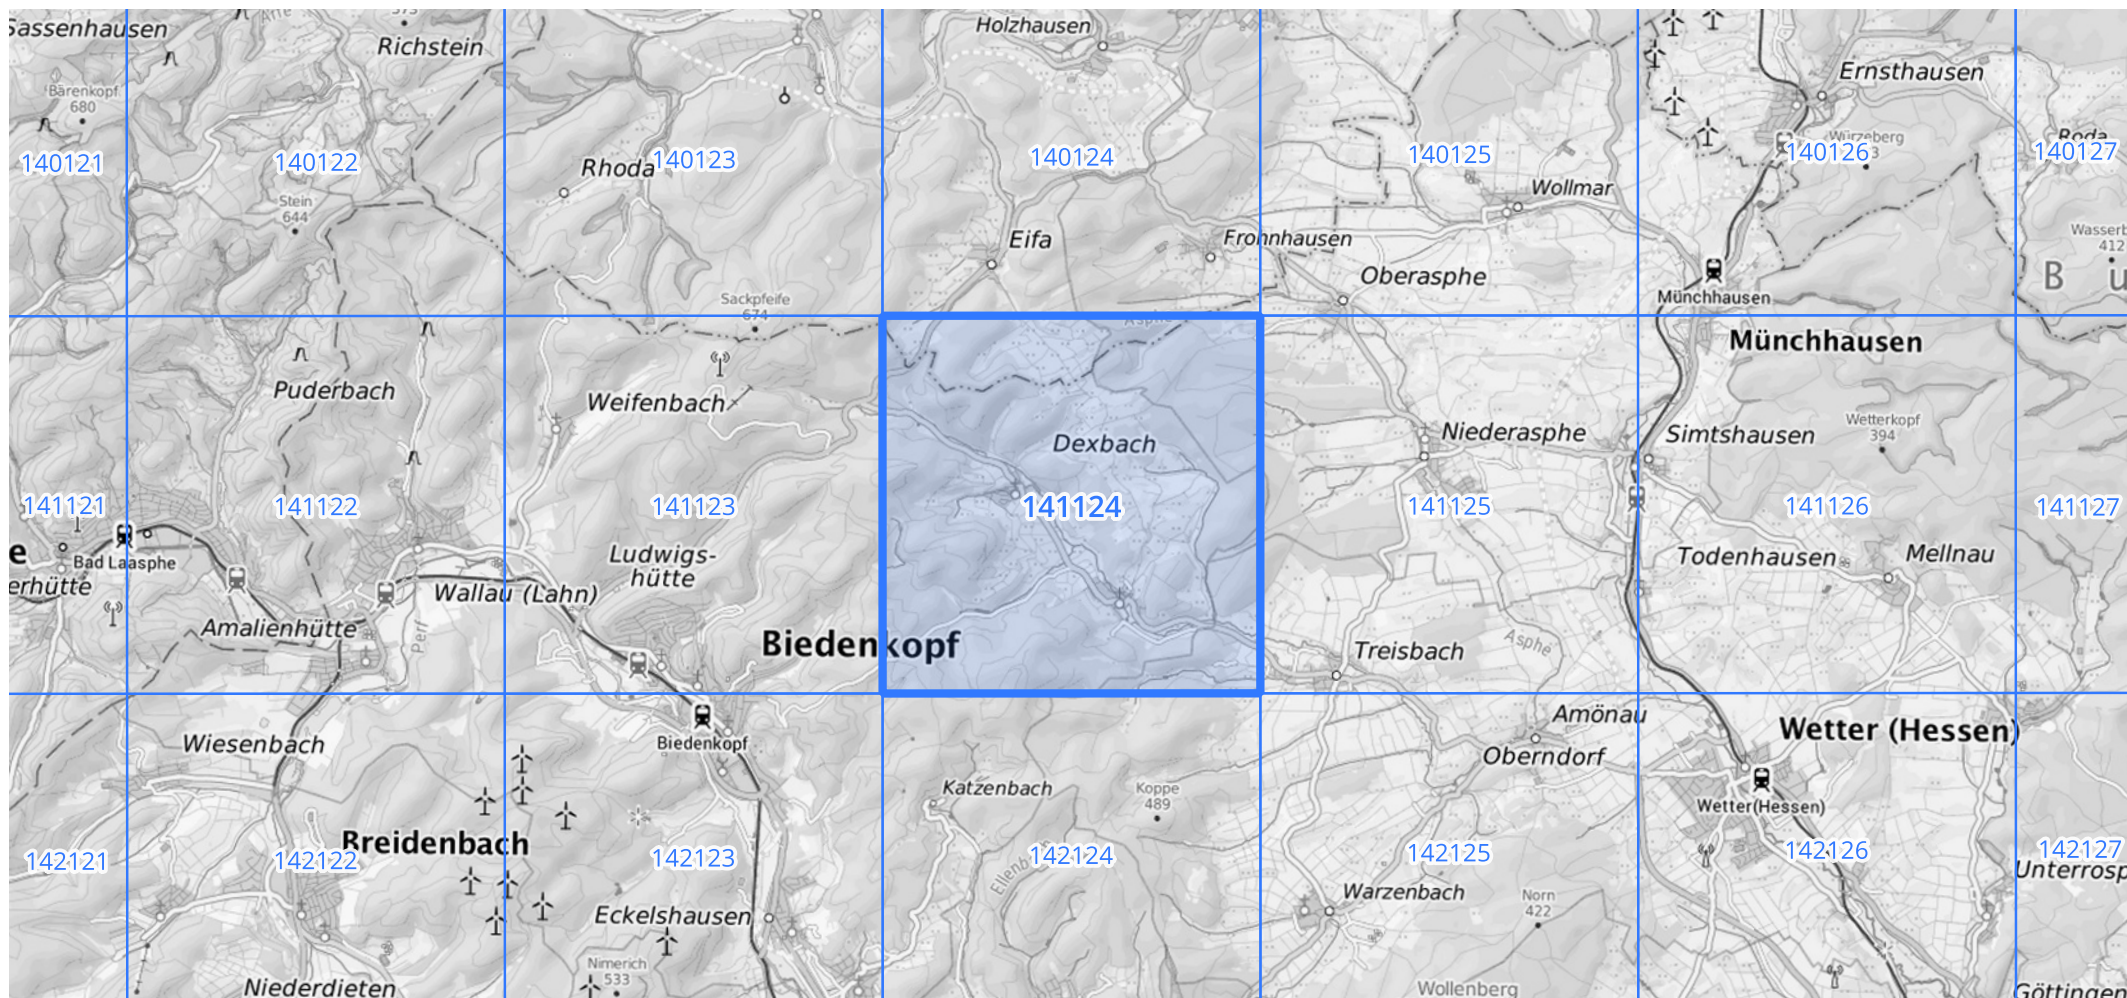 Sassenhausen
Richstein
Holzhausen
Ernsthausen
Bärenkopf
680
Würzeberg
Roda
140121
140122
140123
140124
140125
140126
140127
Rhoda
Wollmar
Stein
644
Eifa
Frohnhausen
Oberasphe
Wasserb
412
B u
Münchhausen
Sackpfeife
674
Asphe
Münchhausen
Puderbach
Weifenbach
Dexbach
Niederasphe
Simtshausen
Wetterkopf
394
141121
141122
141123
141124
141125
141126
141127
e
Bad Laasphe
erhütte
Ludwigs-
hütte
Wallau (Lahn)
Todenhausen
Mellnau
Amalienhütte
Perf
Biedenkopf
Treisbach
Asphe
Wiesenbach
Biedenkopf
Amönau
Oberndorf
Wetter (Hessen)
Katzenbach
Koppe
489
Wetter(Hessen)
Breidenbach
142121
142122
142123
142124
142125
142126
142127
Unterrosp
Warzenbach
Norn
422
Eckelshausen
Nimerich
533
Niederdieten
Wollenberg
Göttingen